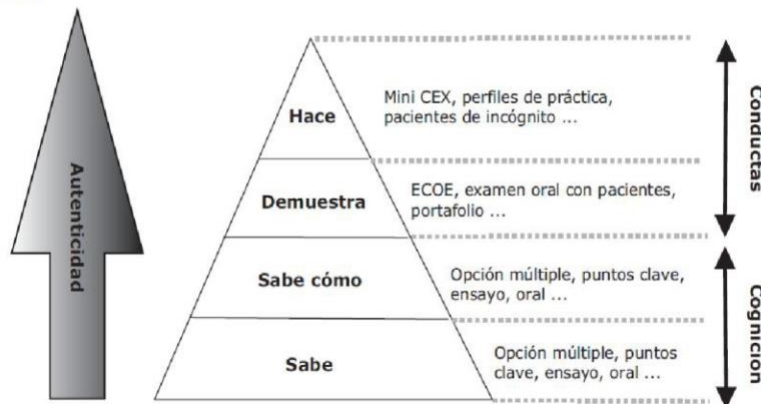 Autenticidad
Hace
Mini CEX, perfiles de práctica,
pacientes de incógnito ...
Demuestra
ECOE, examen oral con pacientes,
portafolio ...
Conductas
Sabe cómo
Opción múltiple, puntos clave,
ensayo, oral ...
Sabe
Opción múltiple, puntos
clave, ensayo, oral ...
Cognicion